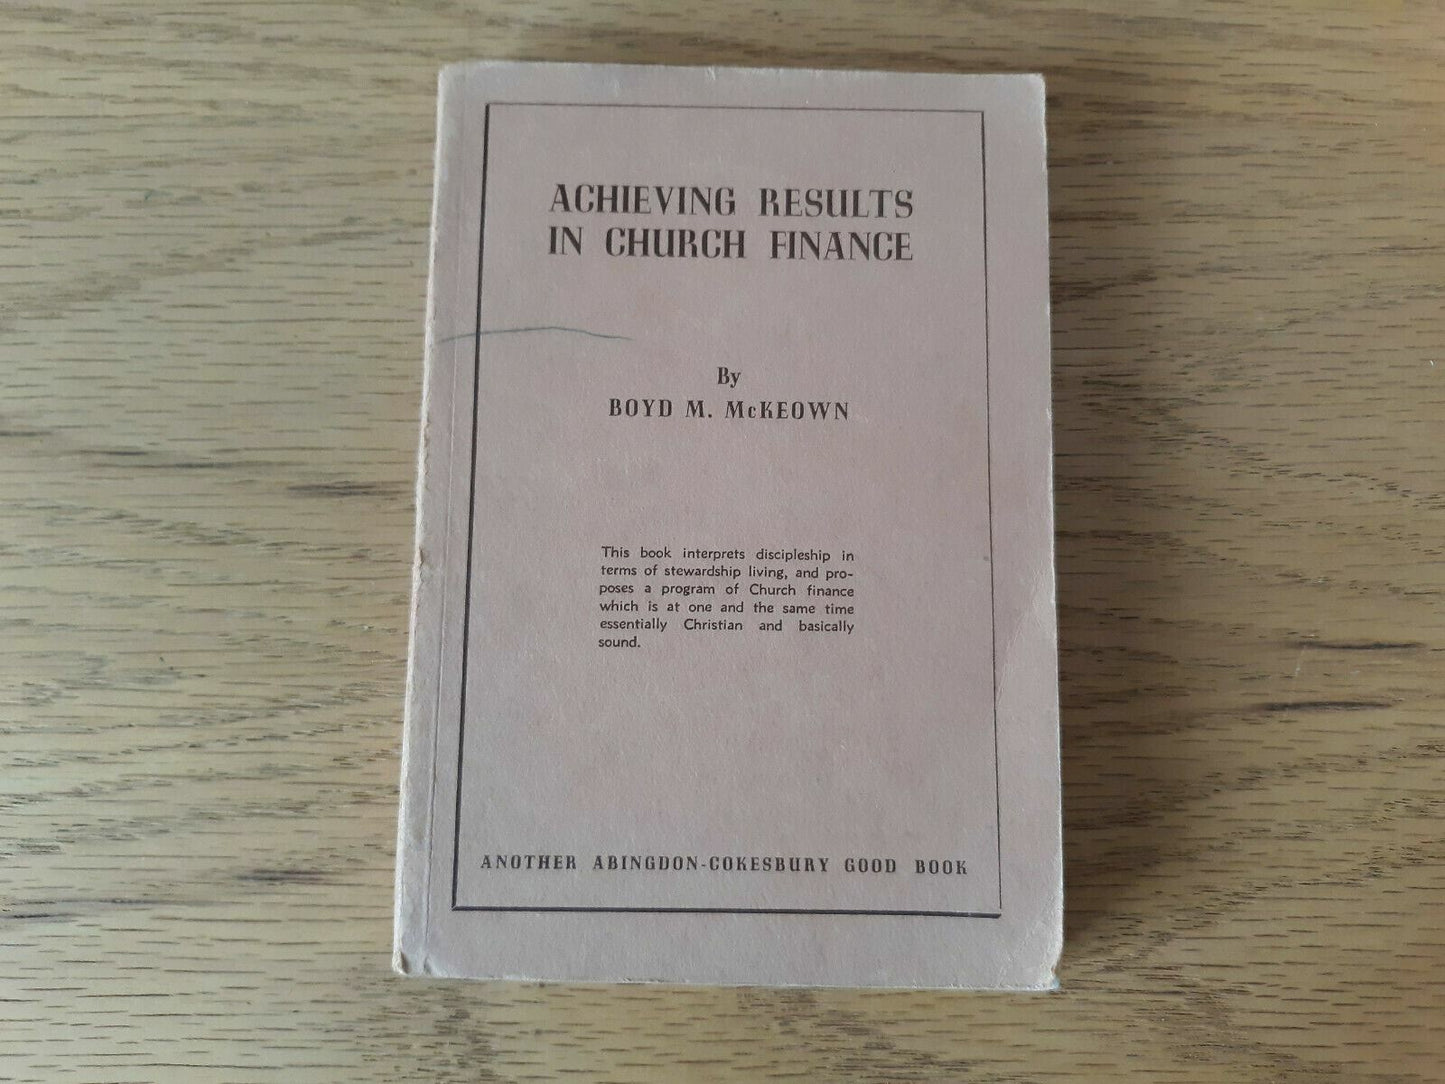 ACHIEVING RESULTS
IN CHURCH FINANCE
By
BOYD M. McKEOWN
This book interprets discipleship in
terms of stewardship living, and pro-
poses a program of Church finance
which is at one and the same time
essentially Christian and basically
sound.
ANOTHER ABINGDON-COKESBURY GOOD BOOK